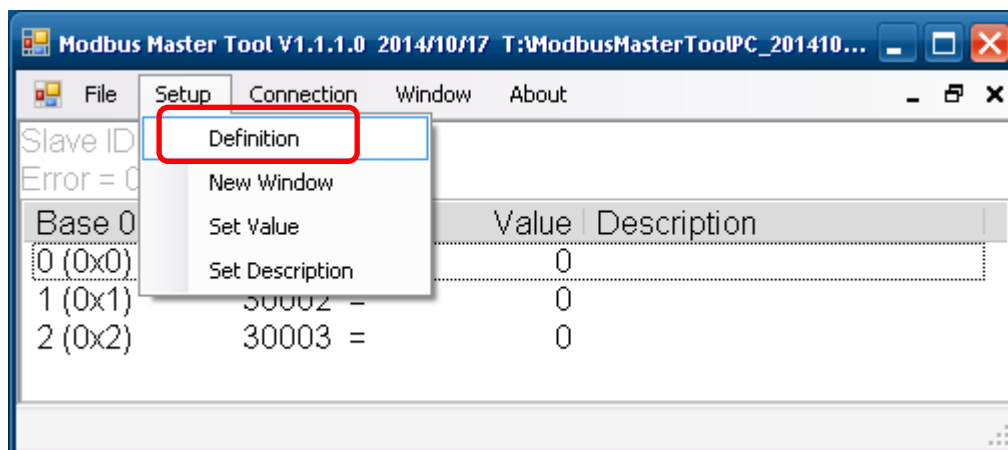 Modbus Master Tool V1.1.1.0 2014/10/17 T:\ModbusMasterToolPC_201410...
File Setup Connection Window About
Slave ID
Definition
Error = 0
New Window
Base 0 Value Description
Set Value
0 (0x0) 0
Set Description
1 (0x1) 30002 = 0
2 (0x2) 30003 = 0